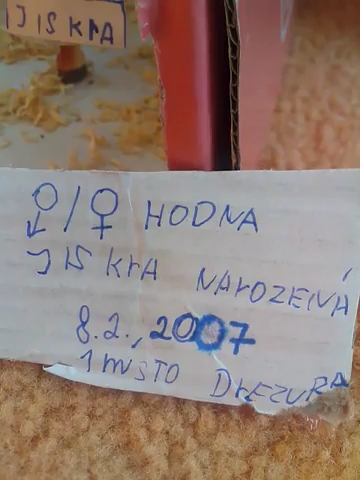 JISKRA
♂/♀ HODNA
JISKRA NAROZENÁ
8.2., 2007
1 MÍSTO DREZURA